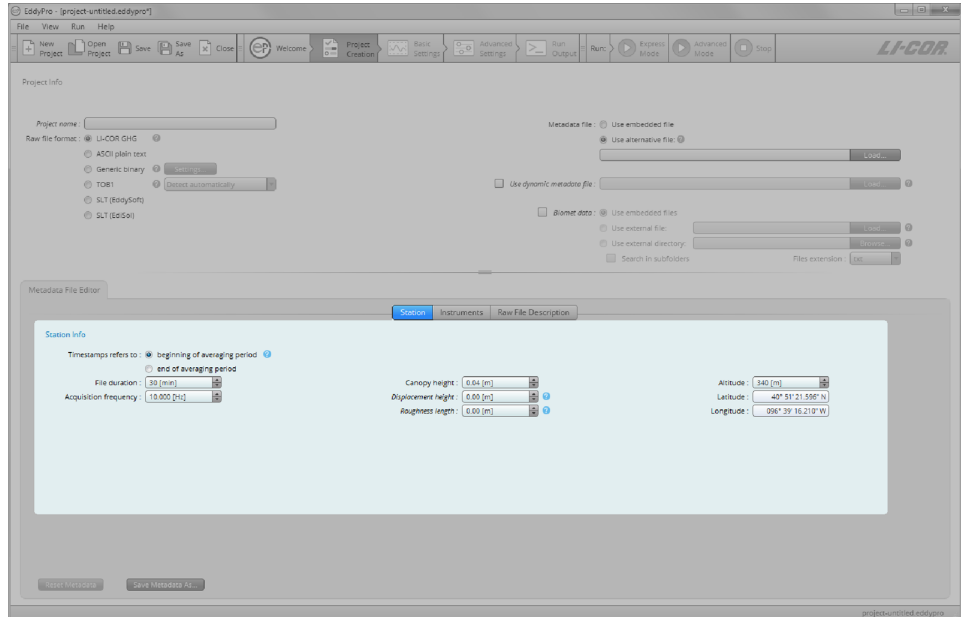 EddyPro - [project-untitled.eddypro*]
File View Run Help
New Project Open Project Save Save As Close Welcome Project Creation Basic Settings Advanced Settings Run Output Run: Express Mode Advanced Mode Stop LI-COR
Project Info
Project name :
Raw file format : LI-COR GHG ?
ASCII plain text
Generic binary ? Settings...
TOB1 ? Detect automatically
SLT (EddySoft)
SLT (EdiSol)
Metadata file : Use embedded file
Use alternative file: ?
Load...
Use dynamic metadata file : Load... ?
Biomet data : Use embedded files
Use external file: Load... ?
Use external directory: Browse... ?
Search in subfolders Files extension : .txt
Metadata File Editor
Station Instruments Raw File Description
Station Info
Timestamps refers to : beginning of averaging period ?
end of averaging period
File duration : 30 [min] Canopy height : 0.04 [m] Altitude : 340 [m]
Acquisition frequency : 10.000 [Hz] Displacement height : 0.00 [m] ? Latitude : 40° 51' 21.596" N
Roughness length : 0.00 [m] ? Longitude : 096° 39' 16.210" W
Reset Metadata Save Metadata As...
project-untitled.eddypro